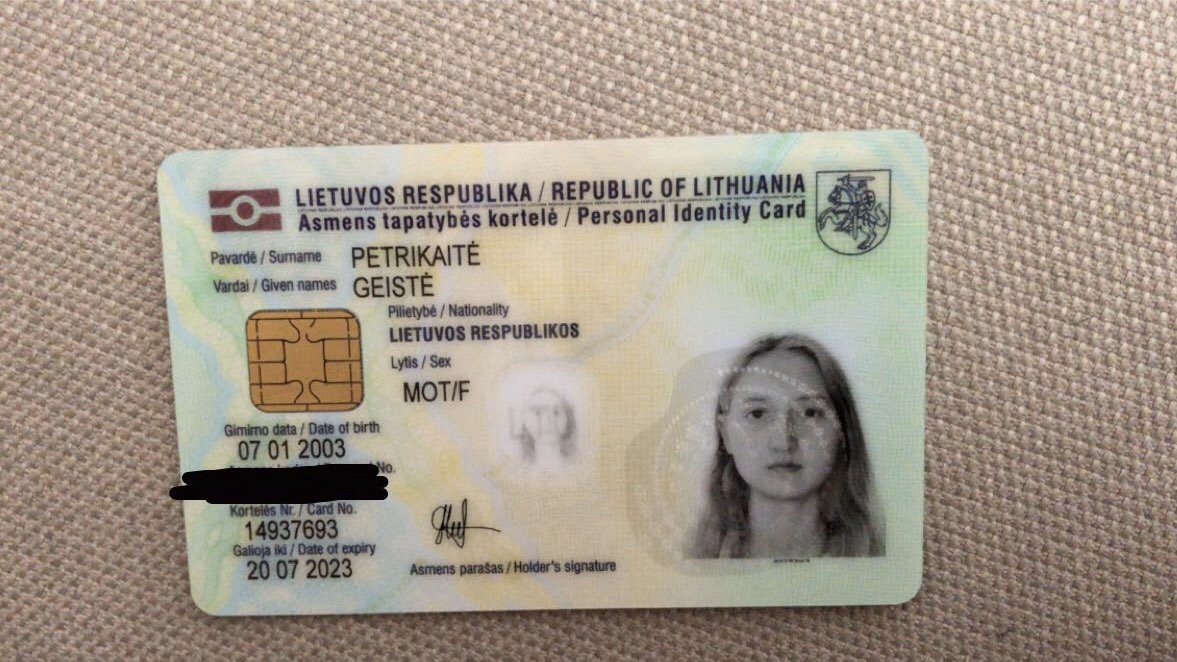 LIETUVOS RESPUBLIKA / REPUBLIC OF LITHUANIA
Asmens tapatybės kortelė / Personal Identity Card
Pavardė / Surname PETRIKAITĖ
Vardai / Given names GEISTĖ
Pilietybė / Nationality
LIETUVOS RESPUBLIKOS
Lytis / Sex
MOT/F
Gimimo data / Date of birth
07 01 2003
No.
Kortelės Nr. / Card No.
14937693
Galioja iki / Date of expiry
20 07 2023
Asmens parašas / Holder's signature